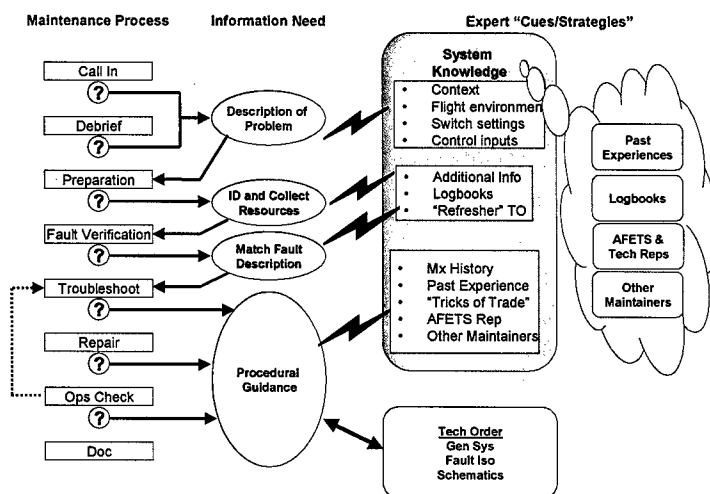 Maintenance Process
Information Need
Expert “Cues/Strategies”
Call In
?
Debrief
?
Preparation
?
Fault Verification
?
Troubleshoot
?
Repair
?
Ops Check
?
Doc
Description of
Problem
ID and Collect
Resources
Match Fault
Description
Procedural
Guidance
System
Knowledge
• Context
• Flight environmen
• Switch settings
• Control inputs
• Additional Info
• Logbooks
• “Refresher” TO
• Mx History
• Past Experience
• “Tricks of Trade”
• AFETS Rep
• Other Maintainers
Tech Order
Gen Sys
Fault Iso
Schematics
Past
Experiences
Logbooks
AFETS &
Tech Reps
Other
Maintainers